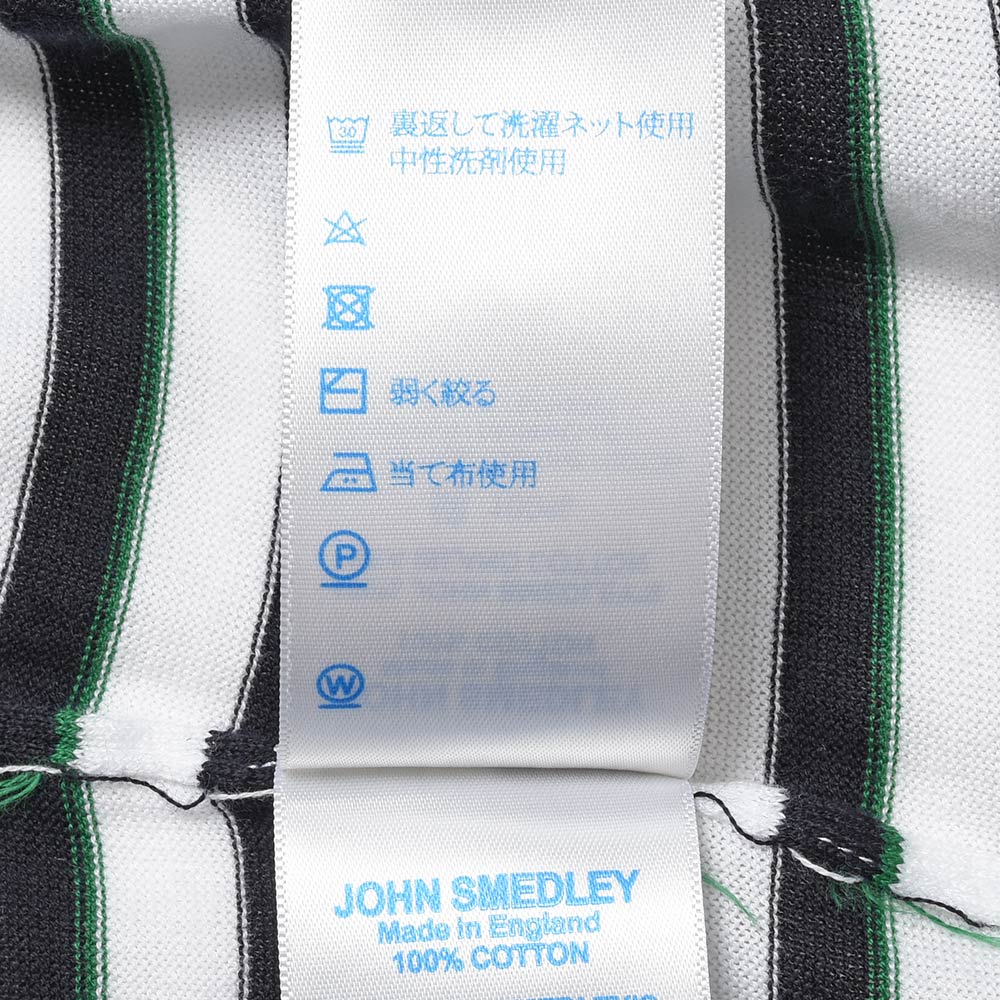 30
裏返して洗濯ネット使用
中性洗剤使用
弱く絞る
当て布使用
P
W
JOHN SMEDLEY
Made in England
100% COTTON